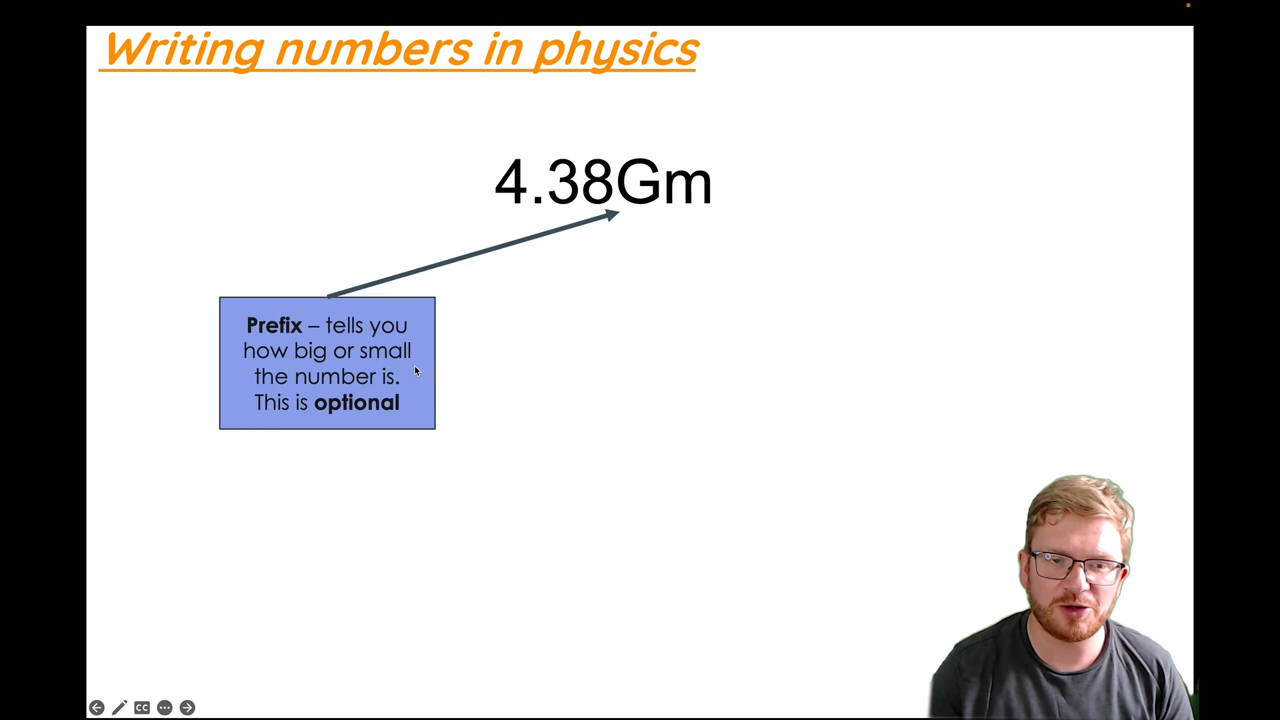 Writing numbers in physics
4.38Gm
Prefix – tells you
how big or small
the number is.
This is optional
CC